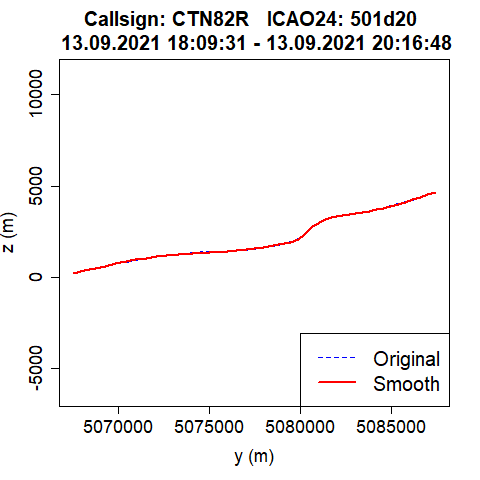 Callsign: CTN82R   ICAO24: 501d20
13.09.2021 18:09:31 - 13.09.2021 20:16:48
z (m)
10000
5000
0
-5000
Original
Smooth
5070000 5075000 5080000 5085000
y (m)